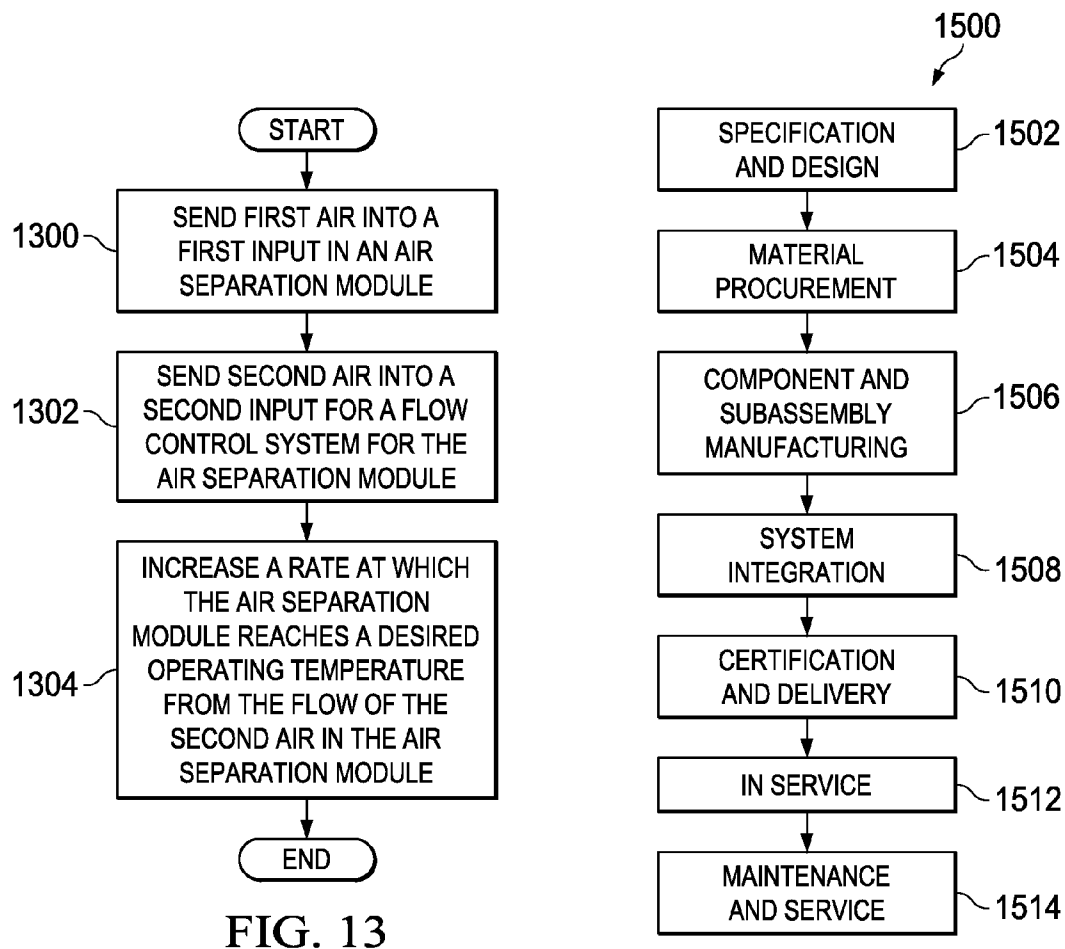 START
1300
SEND FIRST AIR INTO A
FIRST INPUT IN AN AIR
SEPARATION MODULE
1302
SEND SECOND AIR INTO A
SECOND INPUT FOR A FLOW
CONTROL SYSTEM FOR THE
AIR SEPARATION MODULE
1304
INCREASE A RATE AT WHICH
THE AIR SEPARATION
MODULE REACHES A DESIRED
OPERATING TEMPERATURE
FROM THE FLOW OF THE
SECOND AIR IN THE AIR
SEPARATION MODULE
END
FIG. 13
1500
SPECIFICATION
AND DESIGN
1502
MATERIAL
PROCUREMENT
1504
COMPONENT AND
SUBASSEMBLY
MANUFACTURING
1506
SYSTEM
INTEGRATION
1508
CERTIFICATION
AND DELIVERY
1510
IN SERVICE
1512
MAINTENANCE
AND SERVICE
1514